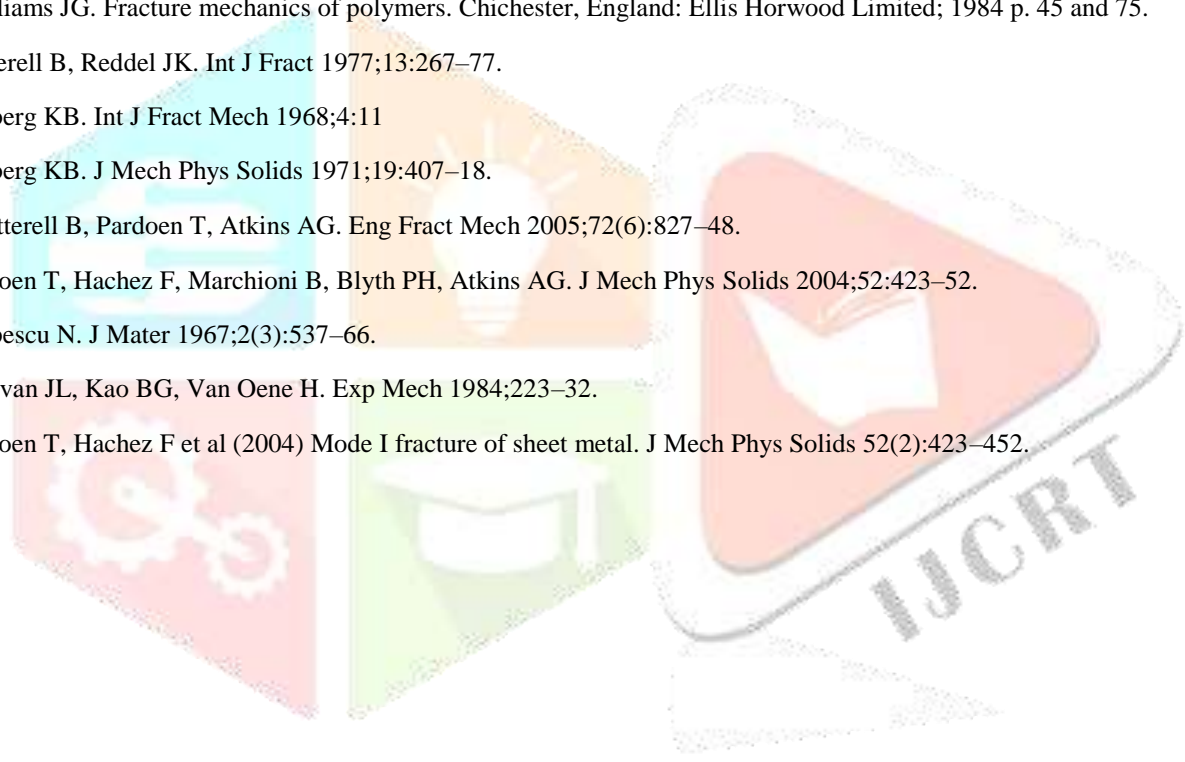 liams JG. Fracture mechanics of polymers. Chichester, England: Ellis Horwood Limited; 1984 p. 45 and 75.
erell B, Reddel JK. Int J Fract 1977;13:267–77.
berg KB. Int J Fract Mech 1968;4:11
berg KB. J Mech Phys Solids 1971;19:407–18.
tterell B, Pardoen T, Atkins AG. Eng Fract Mech 2005;72(6):827–48.
oen T, Hachez F, Marchioni B, Blyth PH, Atkins AG. J Mech Phys Solids 2004;52:423–52.
pescu N. J Mater 1967;2(3):537–66.
van JL, Kao BG, Van Oene H. Exp Mech 1984;223–32.
oen T, Hachez F et al (2004) Mode I fracture of sheet metal. J Mech Phys Solids 52(2):423–452.
IJCRT